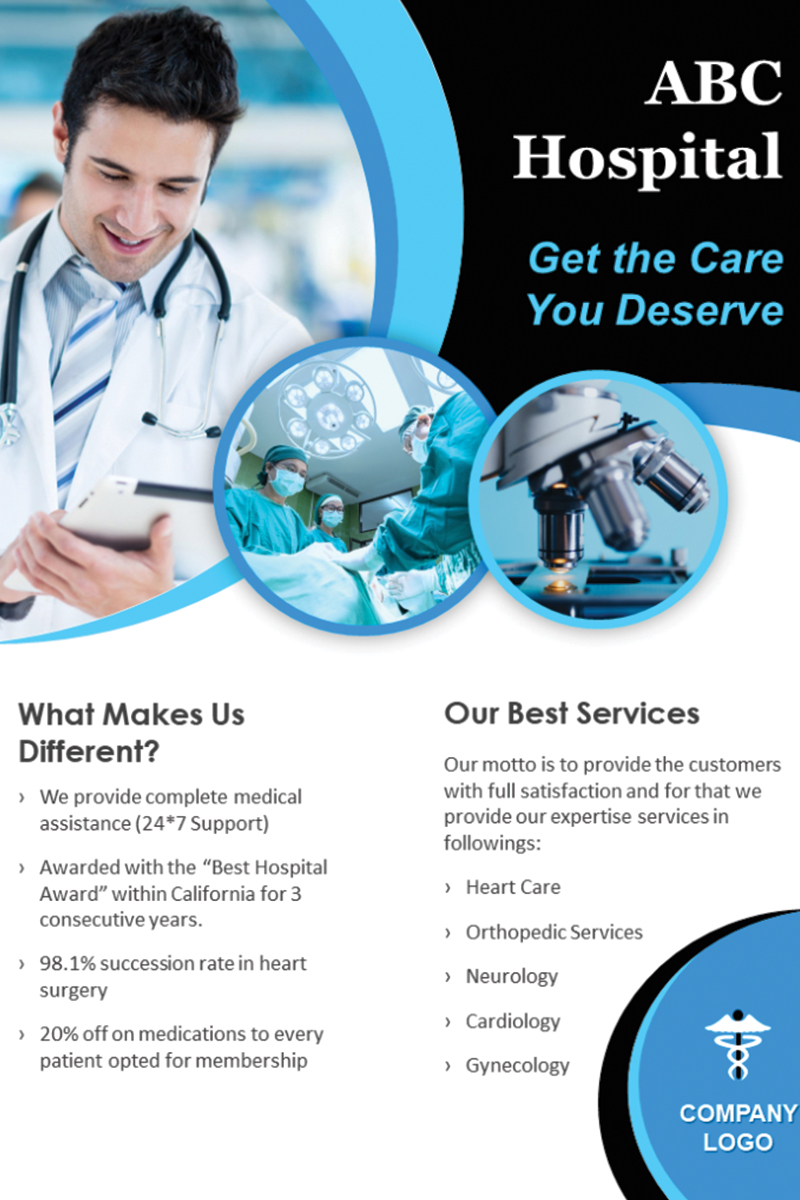 ABC
Hospital
Get the Care
You Deserve
What Makes Us
Different?
› We provide complete medical
assistance (24*7 Support)
› Awarded with the “Best Hospital
Award” within California for 3
consecutive years.
› 98.1% succession rate in heart
surgery
› 20% off on medications to every
patient opted for membership
Our Best Services
Our motto is to provide the customers
with full satisfaction and for that we
provide our expertise services in
followings:
› Heart Care
› Orthopedic Services
› Neurology
› Cardiology
› Gynecology
COMPANY
LOGO